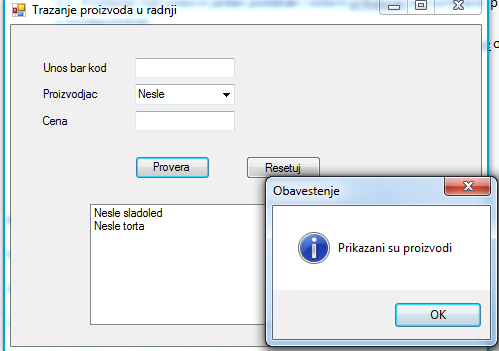 Trazanje proizvoda u radnji
Unos bar kod
Proizvodjac
Nesle
Cena
Provera
Resetuj
Nesle sladoled
Nesle torta
Obavestenje
Prikazani su proizvodi
OK